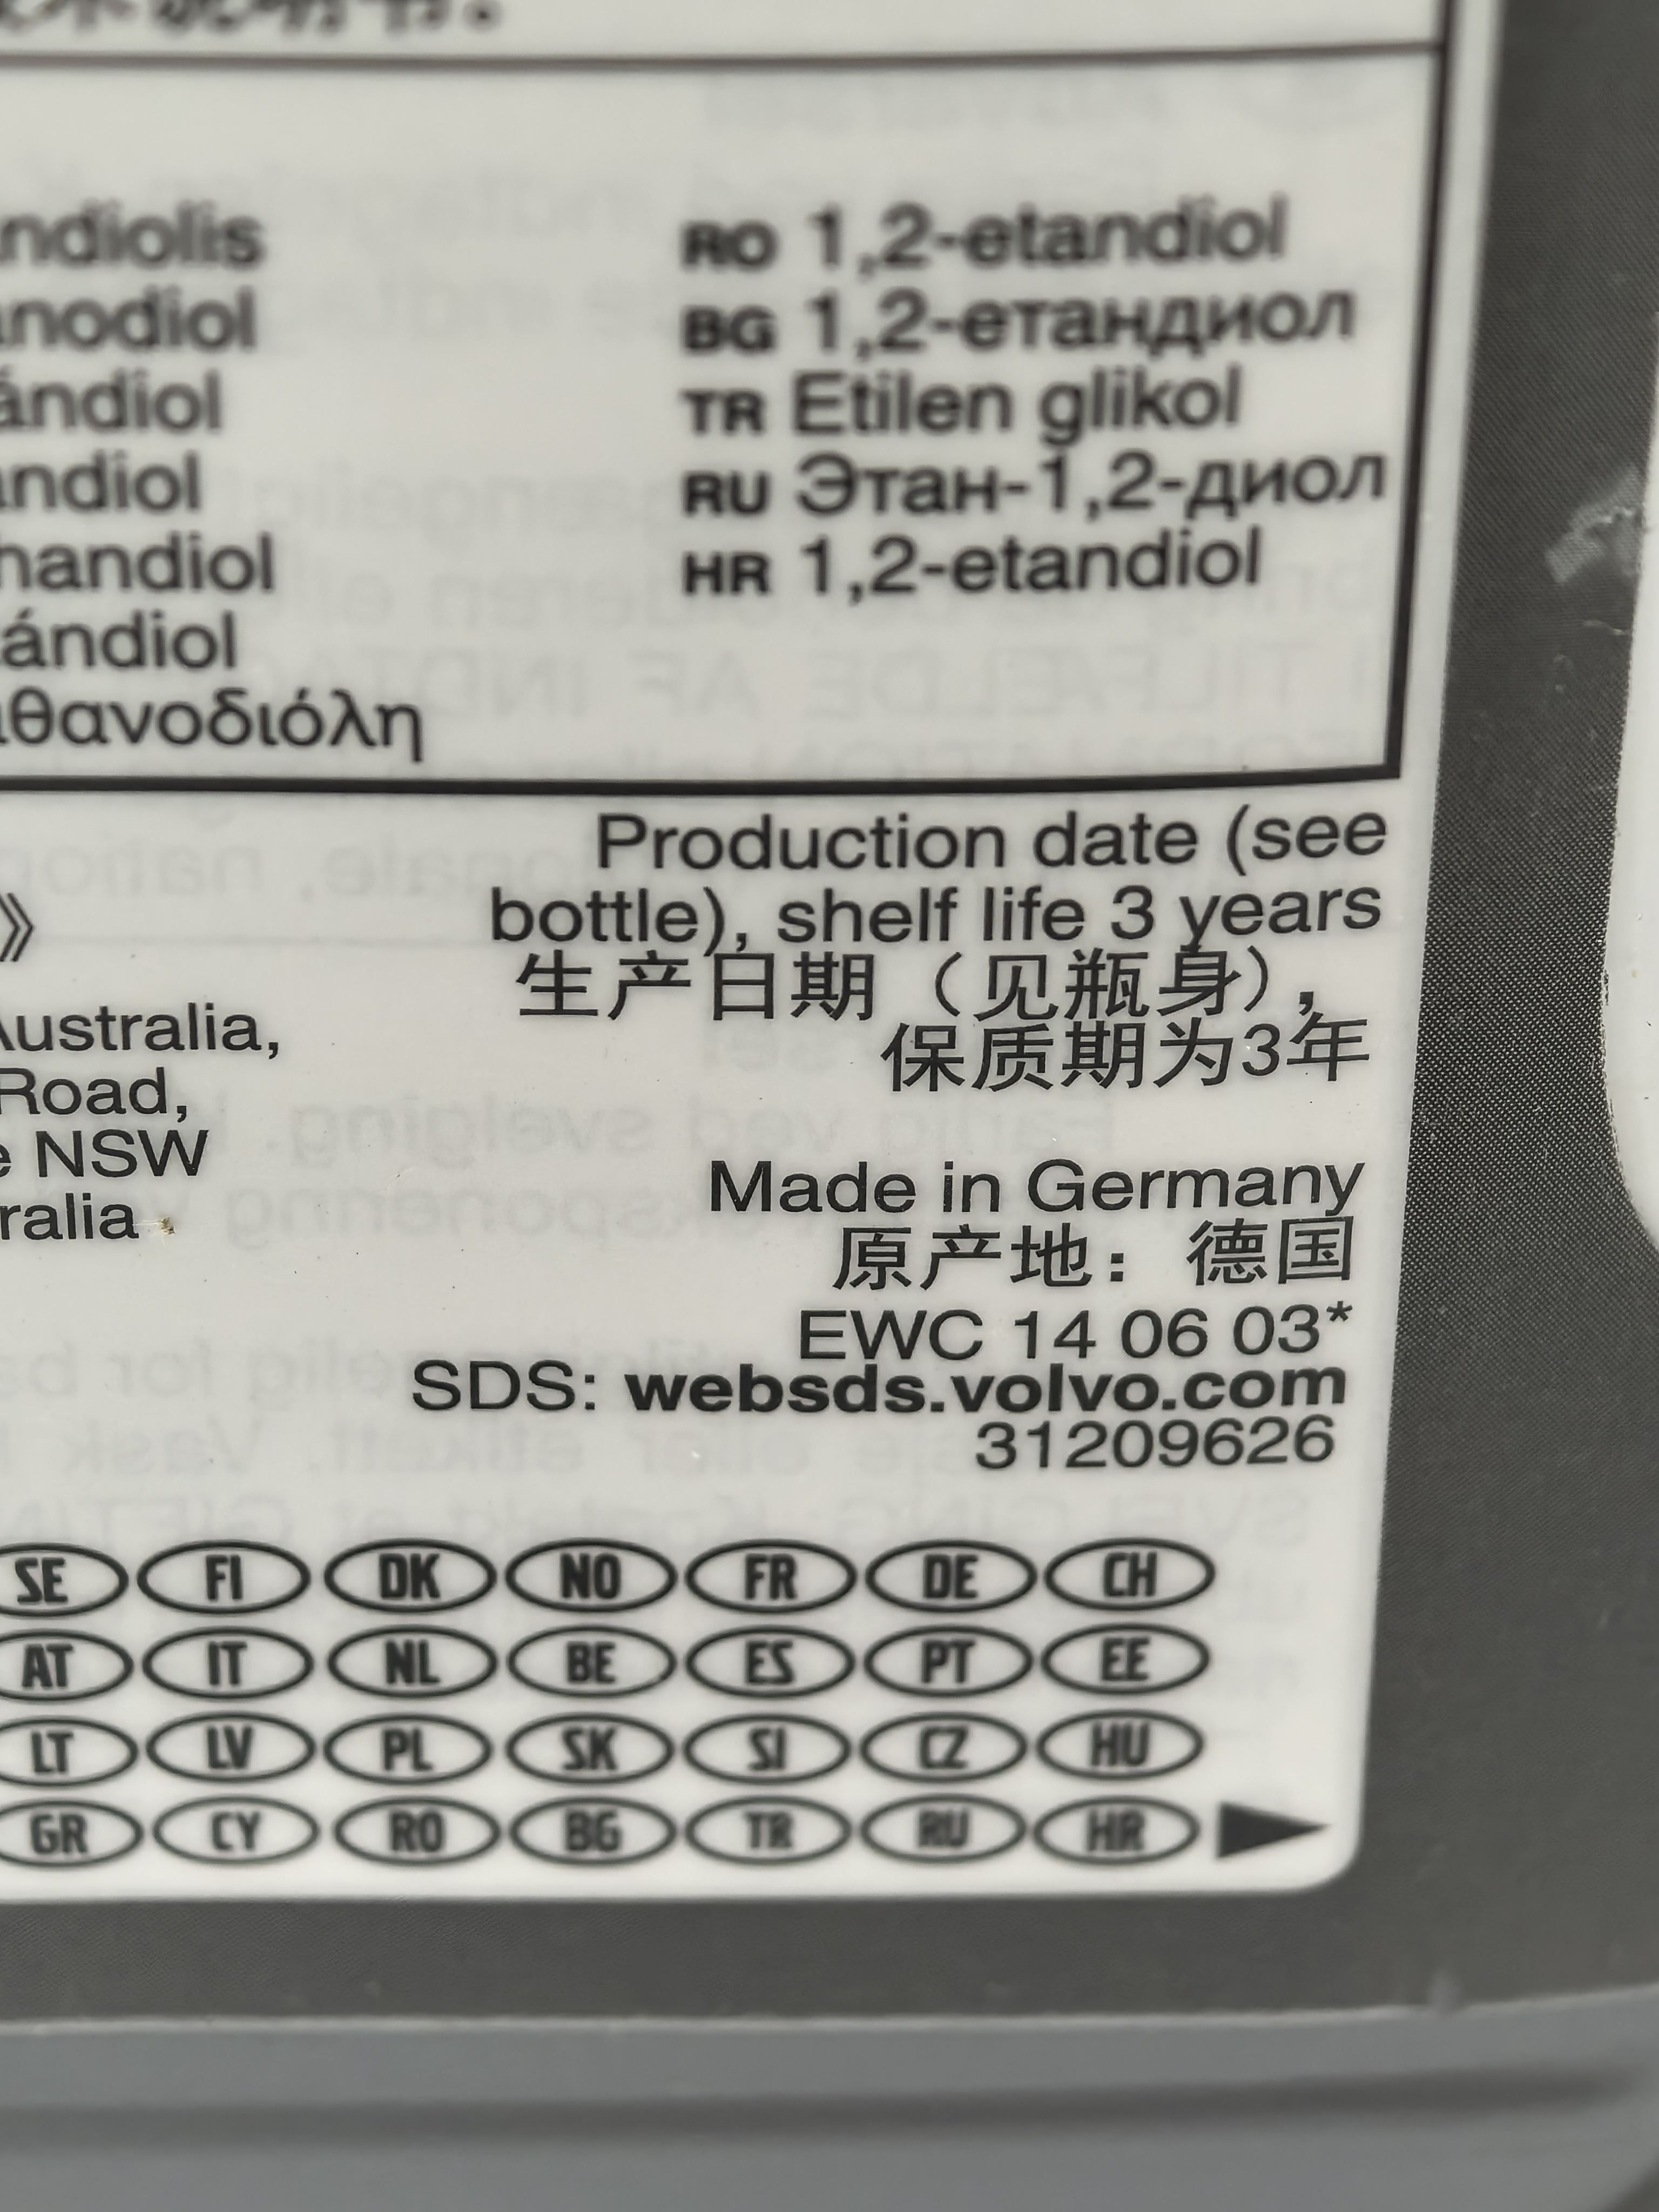 ndiolis
anodiol
ándiol
ndiol
handiol
ándiol
ιθανοδιόλη
RO 1,2-etandiol
BG 1,2-етандиол
TR Etilen glikol
RU Этан-1,2-диол
HR 1,2-etandiol
》
Australia,
Road,
e NSW
ralia
Production date (see
bottle), shelf life 3 years
生产日期（见瓶身），
保质期为3年
Made in Germany
原产地：德国
EWC 14 06 03*
SDS: websds.volvo.com
31209626
SE FI DK NO FR DE CH
AT IT NL BE ES PT EE
LT LV PL SK SI CZ HU
GR CY RO BG TR RU HR